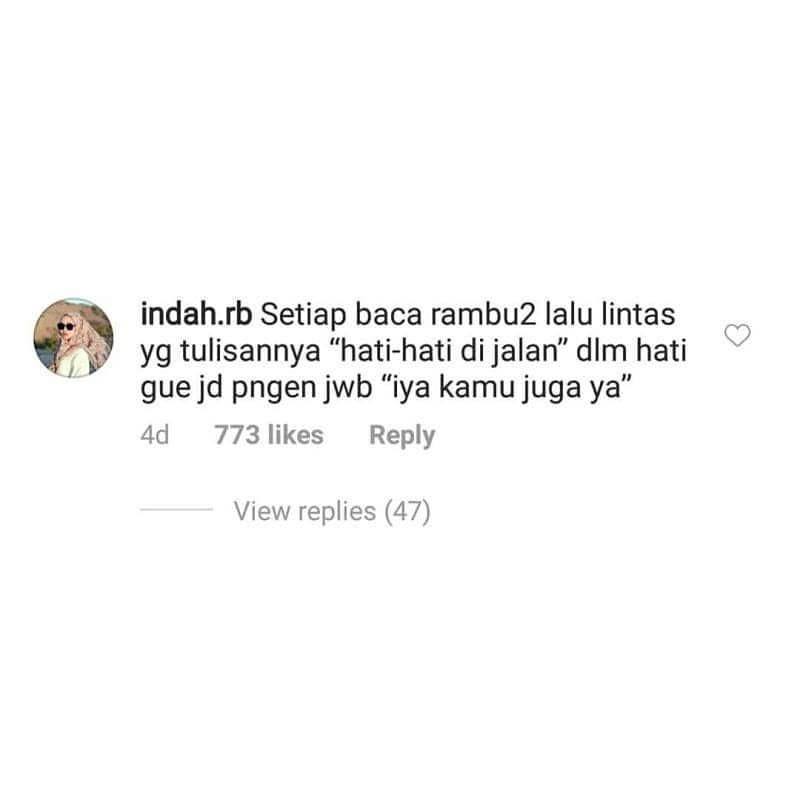 indah.rb Setiap baca rambu2 lalu lintas
yg tulisannya “hati-hati di jalan” dlm hati
gue jd pngen jwb “iya kamu juga ya”
4d 773 likes Reply
View replies (47)